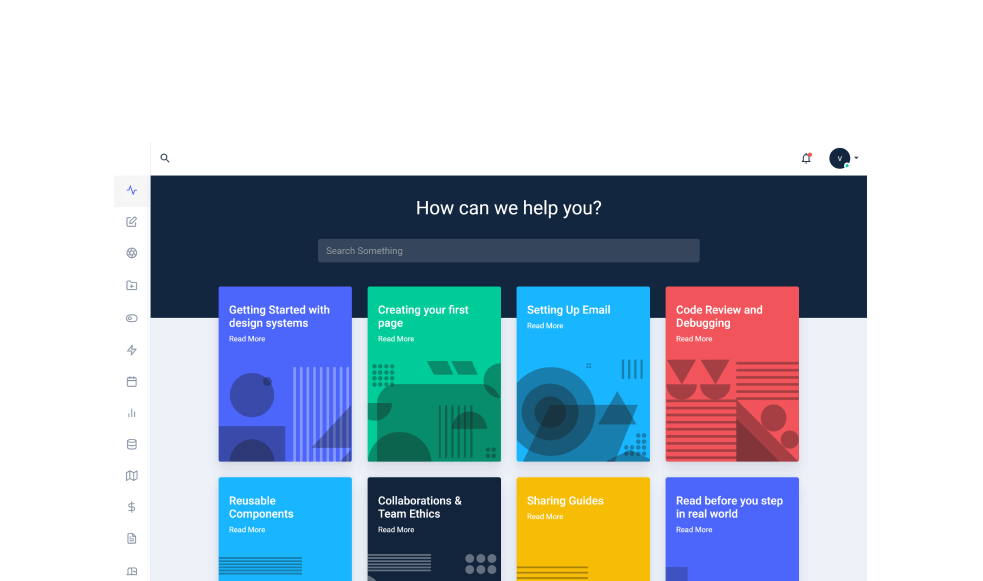 V
How can we help you?
Search Something
Getting Started with
design systems
Read More
Creating your first
page
Read More
Setting Up Email
Read More
Code Review and
Debugging
Read More
Reusable
Components
Read More
Collaborations &
Team Ethics
Read More
Sharing Guides
Read More
Read before you step
in real world
Read More